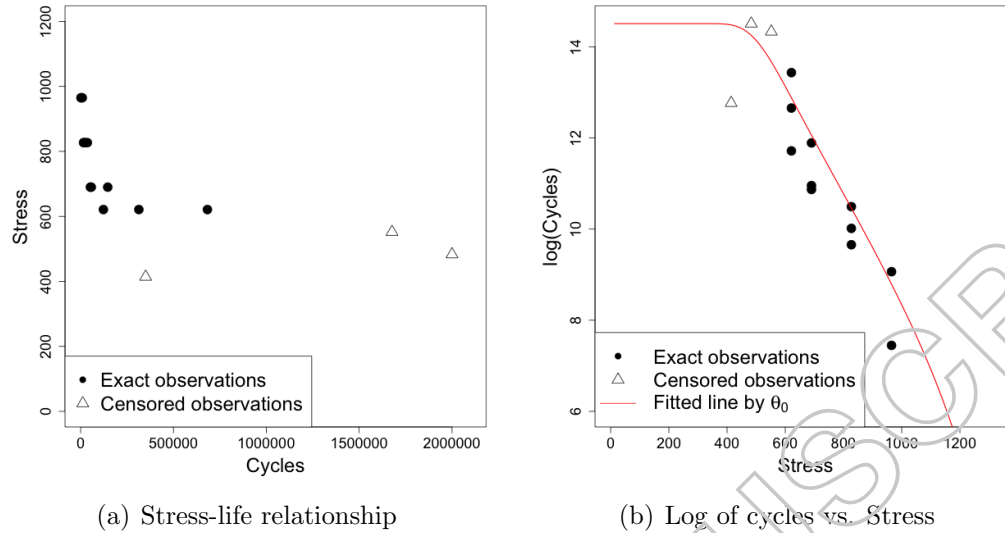 1200
1000
800
600
400
200
0
Stress
Exact observations
Censored observations
0 500000 1000000 1500000 2000000
Cycles
(a) Stress-life relationship
14
12
10
8
6
log(Cycles)
Exact observations
Censored observations
Fitted line by θ0
0 200 400 600 800 1000 1200
Stress
(b) Log of cycles vs. Stress